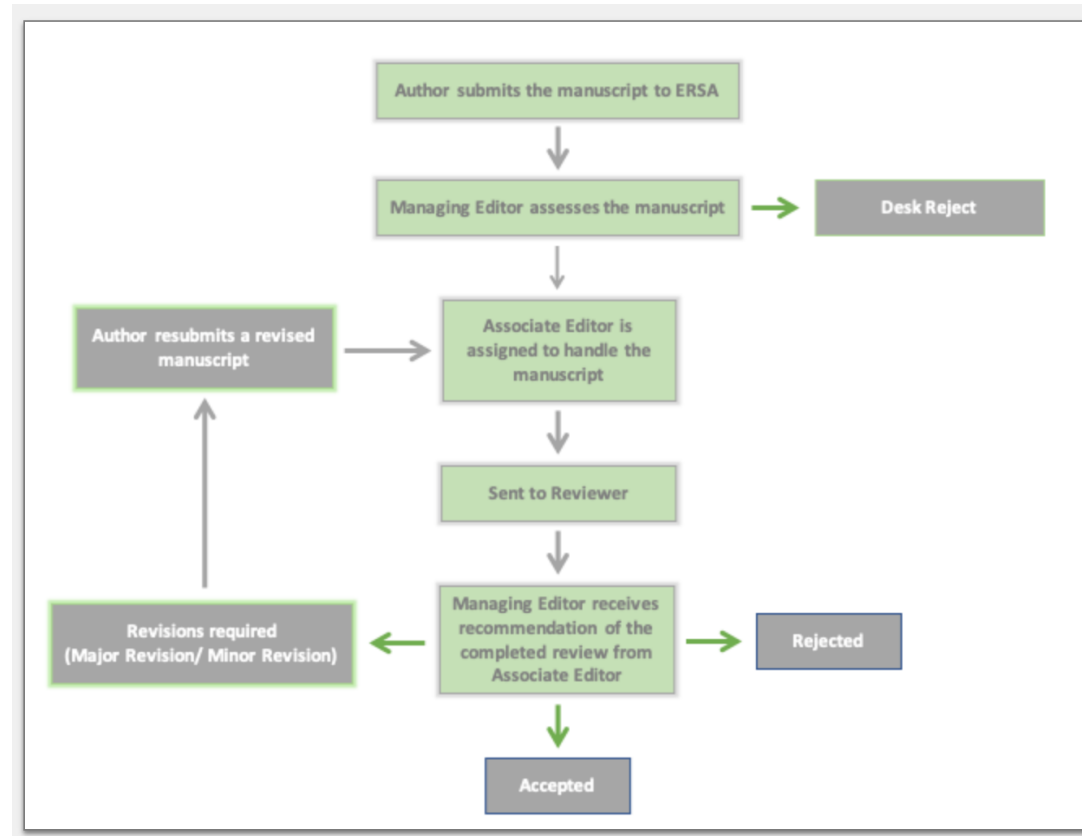 Author submits the manuscript to ERSA
Managing Editor assesses the manuscript
Desk Reject
Author resubmits a revised
manuscript
Associate Editor is
assigned to handle the
manuscript
Sent to Reviewer
Revisions required
(Major Revision/ Minor Revision)
Managing Editor receives
recommendation of the
completed review from
Associate Editor
Rejected
Accepted